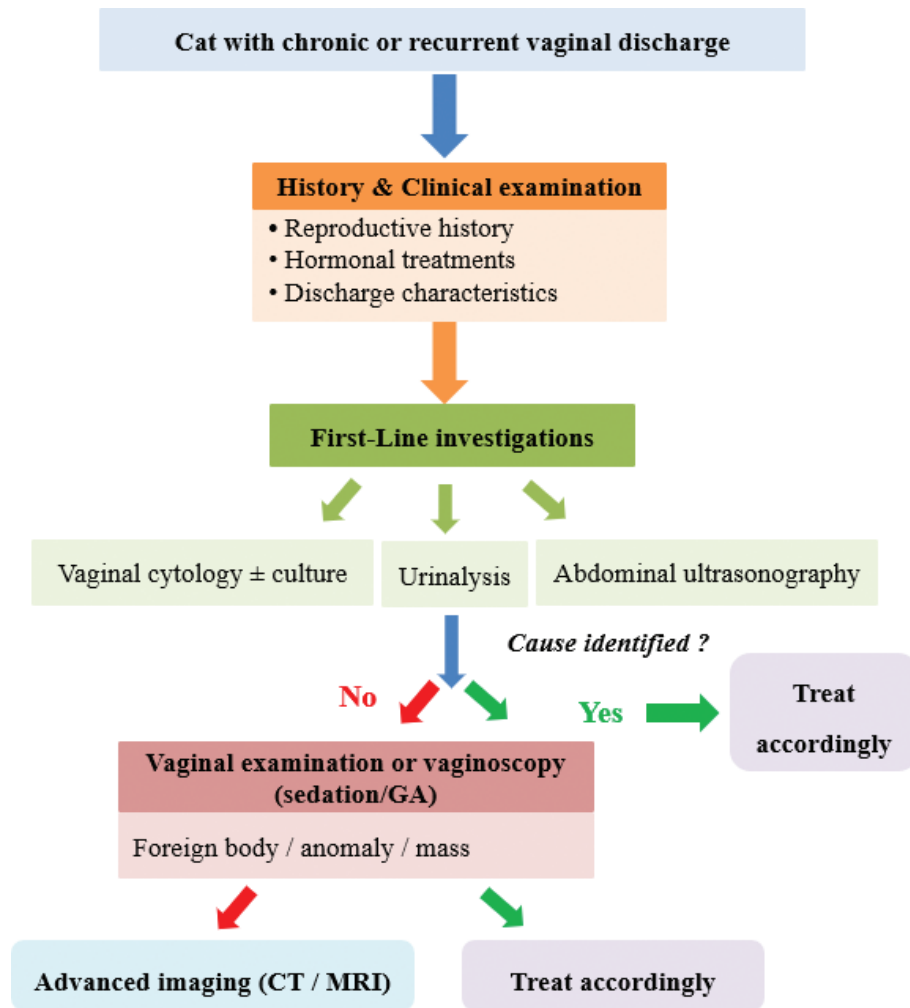 Cat with chronic or recurrent vaginal discharge
History & Clinical examination
• Reproductive history
• Hormonal treatments
• Discharge characteristics
First-Line investigations
Vaginal cytology ± culture
Urinalysis
Abdominal ultrasonography
Cause identified ?
No
Yes
Treat
accordingly
Vaginal examination or vaginoscopy
(sedation/GA)
Foreign body / anomaly / mass
Advanced imaging (CT / MRI)
Treat accordingly